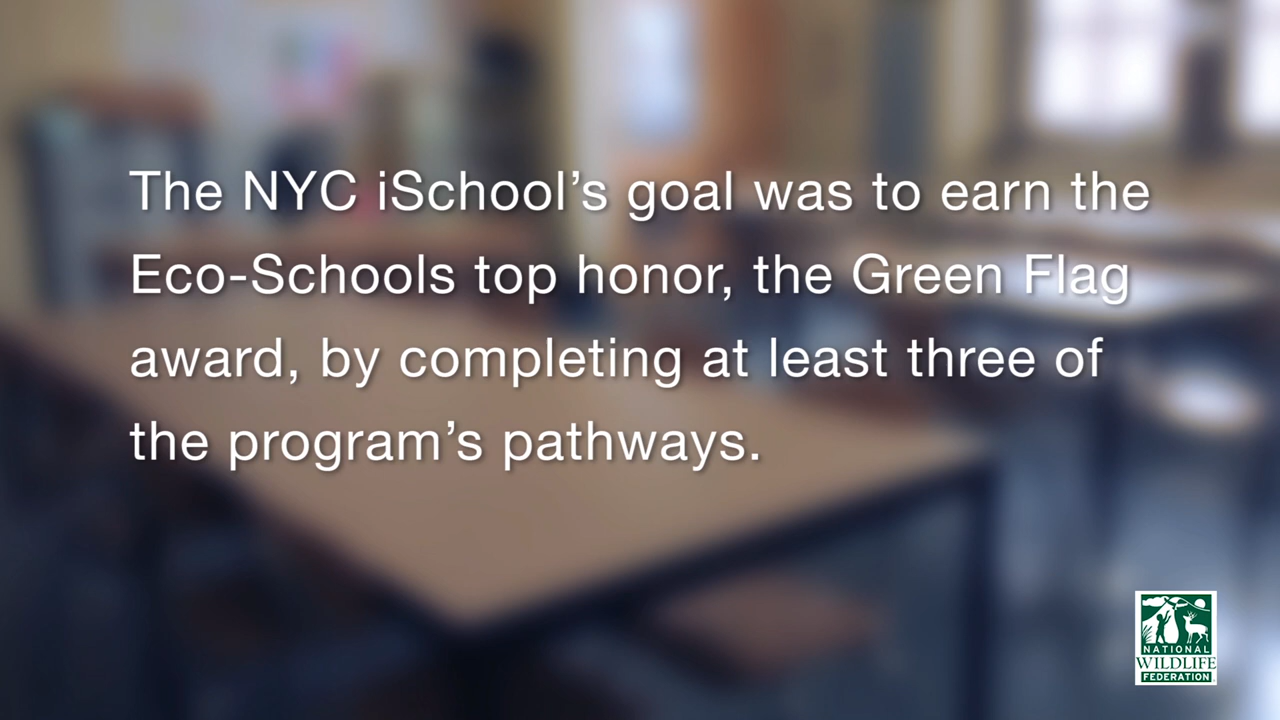 The NYC iSchool’s goal was to earn the
Eco-Schools top honor, the Green Flag
award, by completing at least three of
the program’s pathways.
NATIONAL
WILDLIFE
FEDERATION